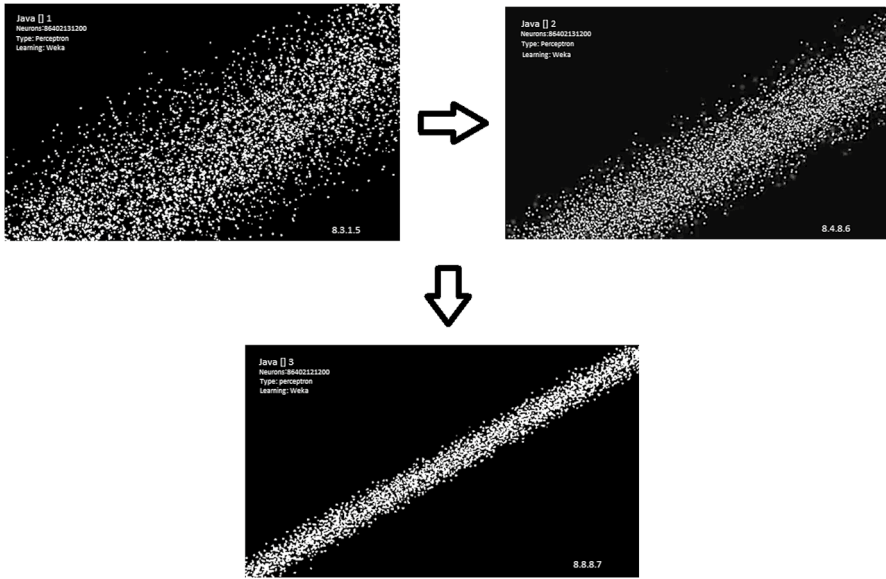 Java [] 1
Neurons:86402131200
Type: Perceptron
Learning: Weka
8.3.1.5
Java [] 2
Neurons:86402131200
Type: Perceptron
Learning: Weka
8.4.8.6
Java [] 3
Neurons:86402121200
Type: perceptron
Learning: Weka
8.8.8.7